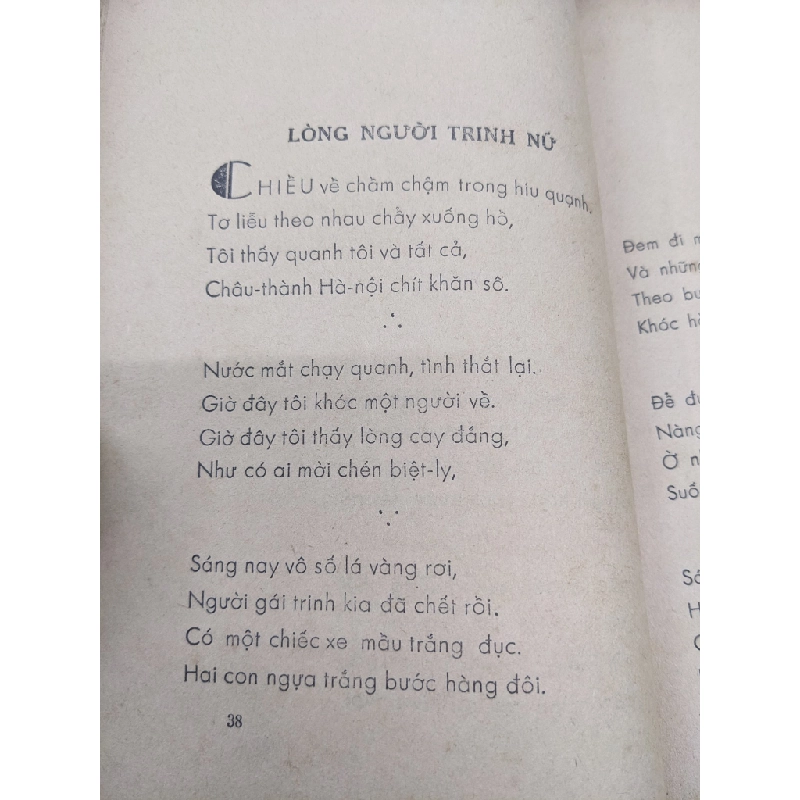 LÒNG NGƯỜI TRINH NỮ
CHIỀU về chầm chậm trong hiu quạnh,
Tơ liễu theo nhau chẩy xuống hồ,
Tôi thấy quanh tôi và tất cả,
Châu-thành Hà-nội chít khăn sô.
Nước mắt chạy quanh, tình thắt lại.
Giờ đây tôi khóc một người về.
Giờ đây tôi thấy lòng cay đắng,
Như có ai mời chén biệt-ly,
Sáng nay vô số lá vàng rơi,
Người gái trinh kia đã chết rồi.
Có một chiếc xe mầu trắng đục.
Hai con ngựa trắng bước hàng đôi.
38
Đem đi
Và những
Theo
Khóc
Để
Nàng
Ở